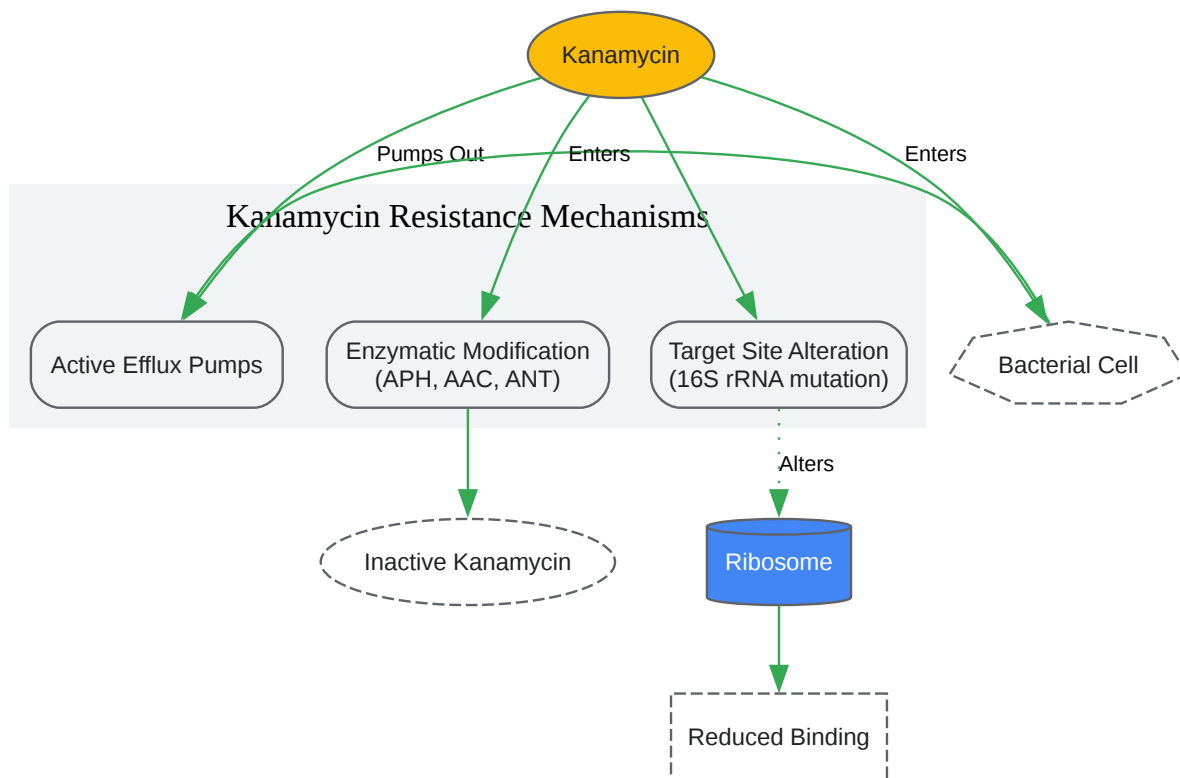 Kanamycin
Pumps Out
Enters
Enters
Kanamycin Resistance Mechanisms
Active Efflux Pumps
Enzymatic Modification
(APH, AAC, ANT)
Target Site Alteration
(16S rRNA mutation)
Bacterial Cell
Alters
Inactive Kanamycin
Ribosome
Reduced Binding